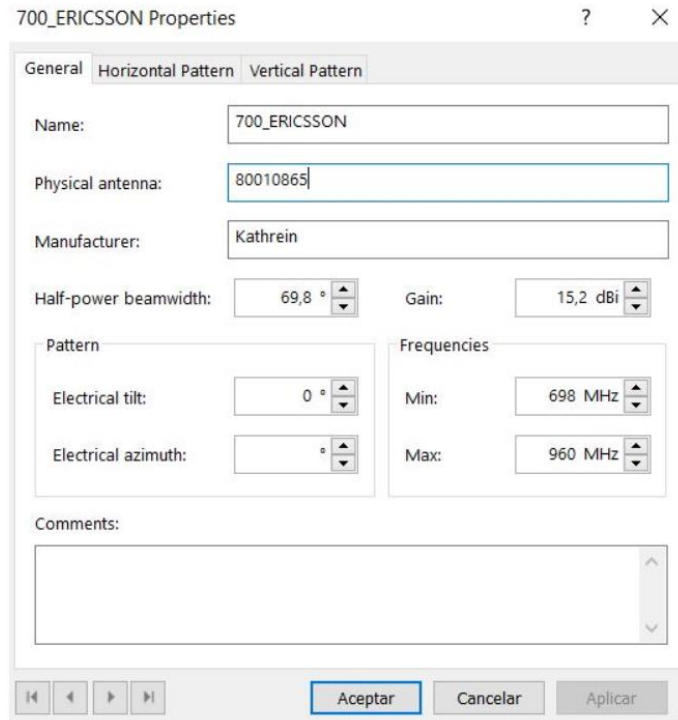 700_ERICSSON Properties
General Horizontal Pattern Vertical Pattern
Name: 700_ERICSSON
Physical antenna: 80010865
Manufacturer: Kathrein
Half-power beamwidth: 69,8 ° Gain: 15,2 dBi
Pattern Frequencies
Electrical tilt: 0 ° Min: 698 MHz
Electrical azimuth: ° Max: 960 MHz
Comments:
Aceptar Cancelar Aplicar